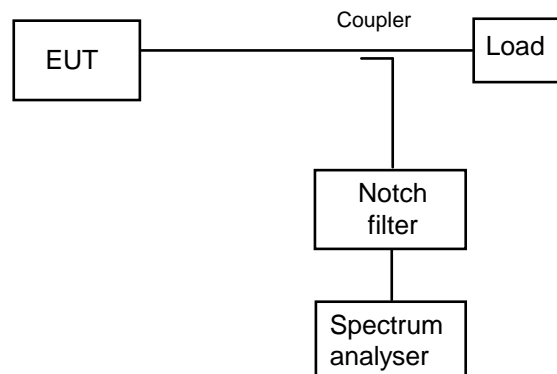 Coupler
EUT
Load
Notch
filter
Spectrum
analyser